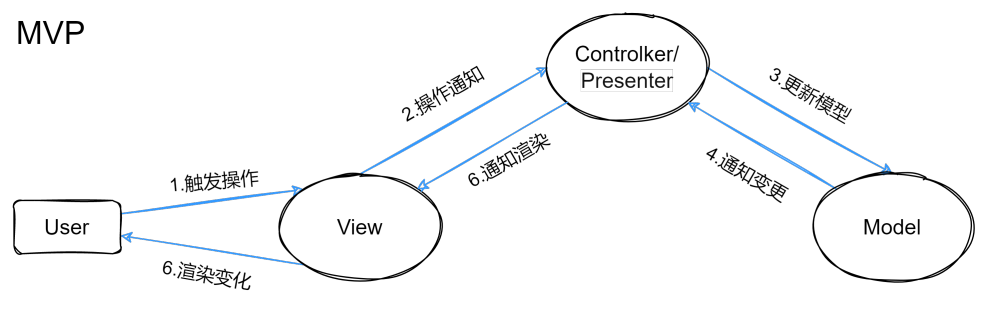 MVP
Controlker/
Presenter
2.操作通知
3.更新模型
6.通知渲染
4.通知变更
1.触发操作
User
View
Model
6.渲染变化